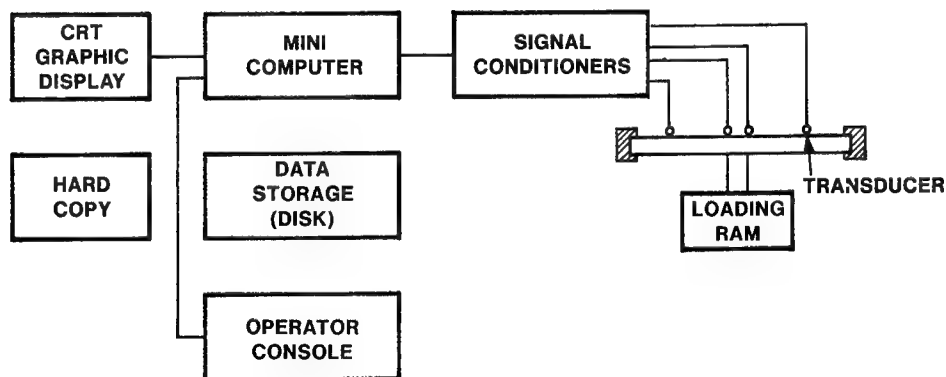 CRT
GRAPHIC
DISPLAY
MINI
COMPUTER
SIGNAL
CONDITIONERS
HARD
COPY
DATA
STORAGE
(DISK)
TRANSDUCER
LOADING
RAM
OPERATOR
CONSOLE